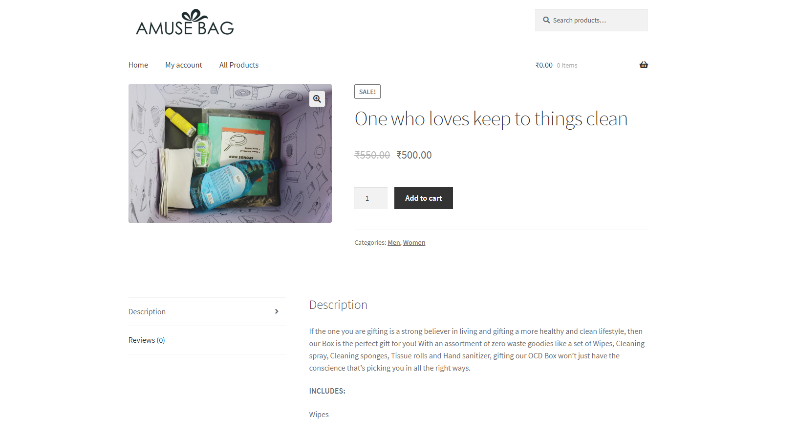 AMUSE BAG
Search products…
Home My account All Products
₹0.00 0 items
SALE!
One who loves keep to things clean
₹550.00 ₹500.00
1 Add to cart
Categories: Men, Women
Description
Reviews (0)
Description
If the one you are gifting is a strong believer in living and gifting a more healthy and clean lifestyle, then
our Box is the perfect gift for you! With an assortment of zero waste goodies like a set of Wipes, Cleaning
spray, Cleaning sponges, Tissue rolls and Hand sanitizer, gifting our OCD Box won't just have the
conscience that's picking you in all the right ways.
INCLUDES:
Wipes